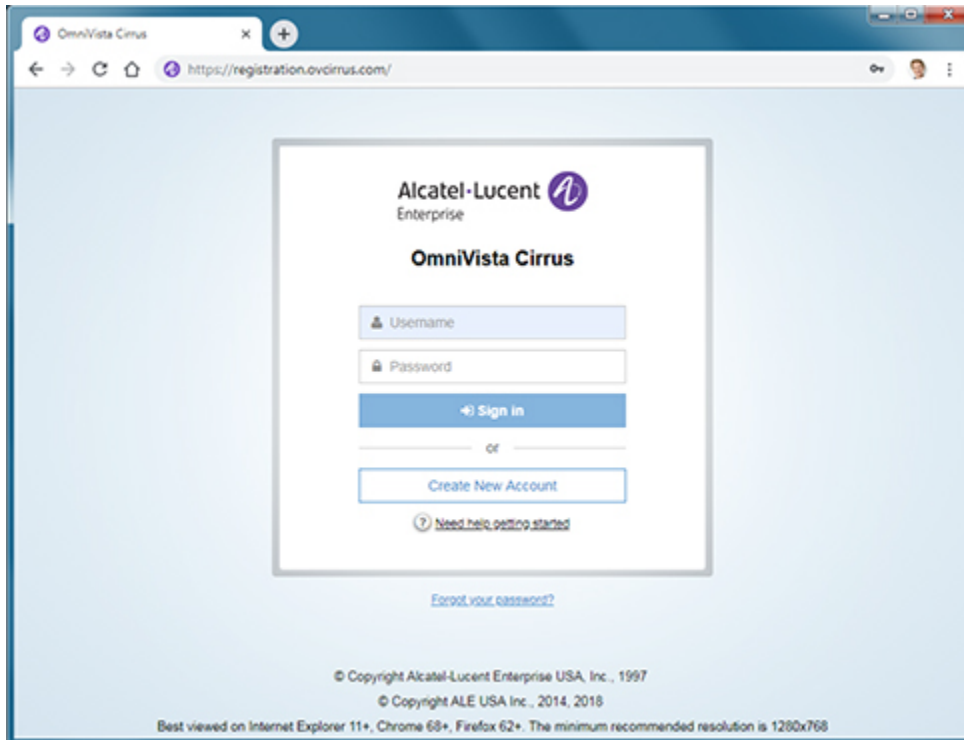 OmniVista Cirrus
https://registration.ovcirrus.com/
Alcatel·Lucent
Enterprise
OmniVista Cirrus
Username
Password
Sign in
or
Create New Account
? Need help getting started
Forgot your password?
© Copyright Alcatel-Lucent Enterprise USA, Inc., 1997
© Copyright ALE USA Inc., 2014, 2018
Best viewed on Internet Explorer 11+, Chrome 68+, Firefox 62+. The minimum recommended resolution is 1280x768